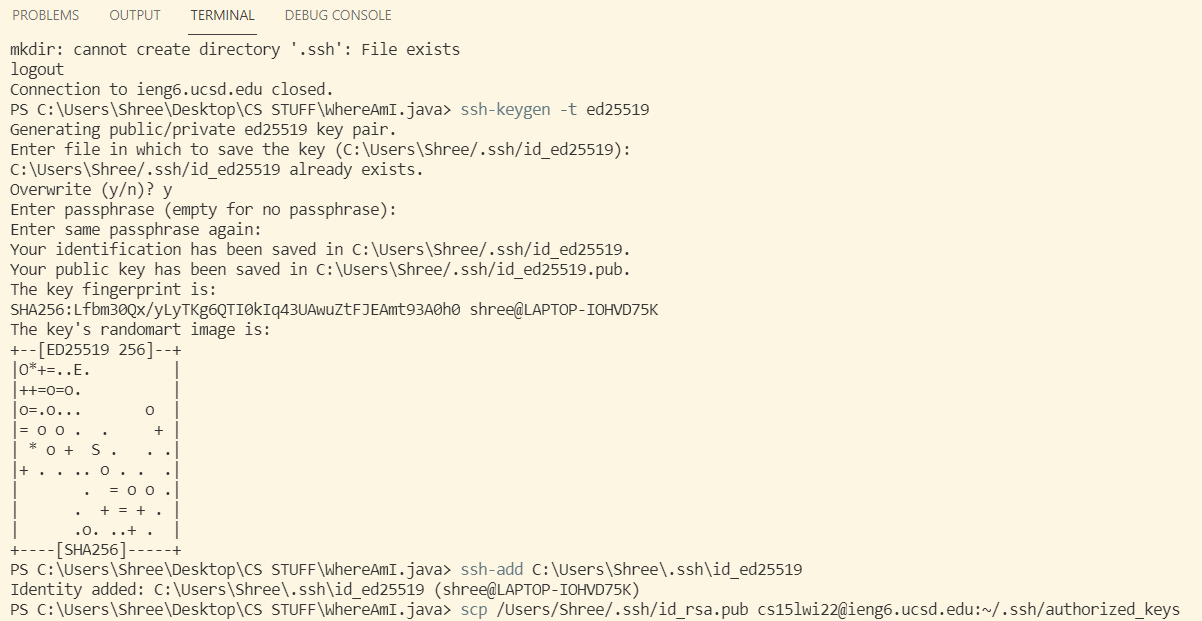 PROBLEMS OUTPUT TERMINAL DEBUG CONSOLE
mkdir: cannot create directory '.ssh': File exists
logout
Connection to ieng6.ucsd.edu closed.
PS C:\Users\Shree\Desktop\CS STUFF\WhereAmI.java> ssh-keygen -t ed25519
Generating public/private ed25519 key pair.
Enter file in which to save the key (C:\Users\Shree/.ssh/id_ed25519):
C:\Users\Shree/.ssh/id_ed25519 already exists.
Overwrite (y/n)? y
Enter passphrase (empty for no passphrase):
Enter same passphrase again:
Your identification has been saved in C:\Users\Shree/.ssh/id_ed25519.
Your public key has been saved in C:\Users\Shree/.ssh/id_ed25519.pub.
The key fingerprint is:
SHA256:Lfbm30Qx/yLyTKg6QTI0kIq43UAwuZtFJEAmt93A0h0 shree@LAPTOP-IOHVD75K
The key's randomart image is:
+--[ED25519 256]--+
|O*+=..E.         |
|++=o=o.          |
|o=.o...       o  |
|= o o .  .     + |
| * o +  S .   . .|
|+ . . .. o . .  .|
|       .  = o o .|
|      .  + = + . |
|      .o. ..+ .  |
+----[SHA256]-----+
PS C:\Users\Shree\Desktop\CS STUFF\WhereAmI.java> ssh-add C:\Users\Shree\.ssh\id_ed25519
Identity added: C:\Users\Shree\.ssh\id_ed25519 (shree@LAPTOP-IOHVD75K)
PS C:\Users\Shree\Desktop\CS STUFF\WhereAmI.java> scp /Users/Shree/.ssh/id_rsa.pub cs15lwi22@ieng6.ucsd.edu:~/.ssh/authorized_keys